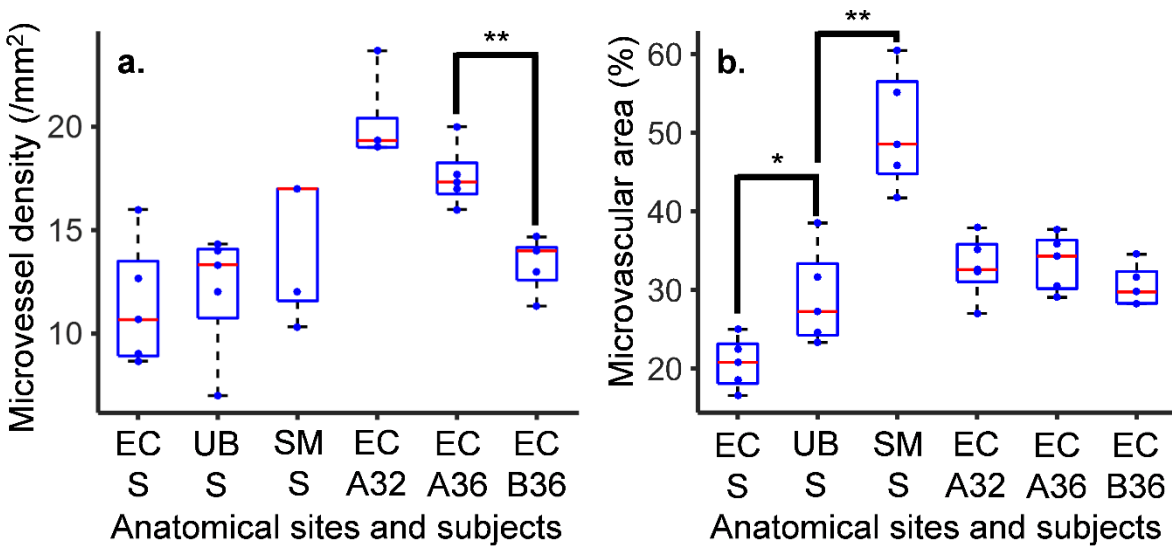 Microvessel density (/mm²)
a.
**
20
15
10
EC UB SM EC EC EC
S S S A32 A36 B36
Anatomical sites and subjects
Microvascular area (%)
b.
**
*
60
50
40
30
20
EC UB SM EC EC EC
S S S A32 A36 B36
Anatomical sites and subjects